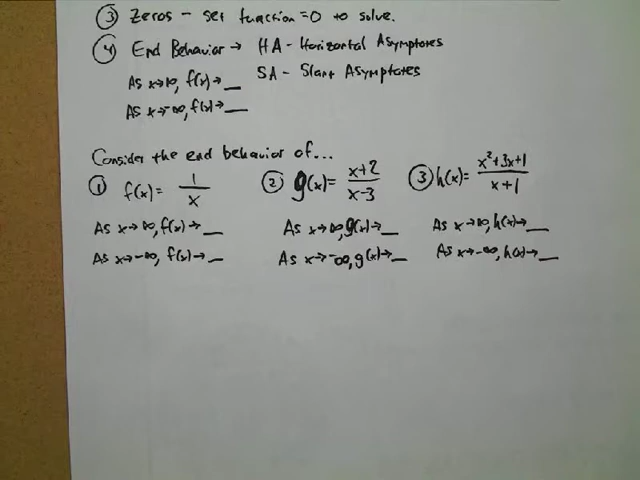 ③ Zeros - set function = 0 to solve.
④ End Behavior → HA - Horizontal Asymptotes
As x→∞, f(x)→__ SA - Slant Asymptotes
As x→-∞, f(x)→__
Consider the end behavior of...
① f(x) = 1/x ② g(x) = x+2/x-3 ③ h(x) = x²+3x+1/x+1
As x→∞, f(x)→__ As x→∞, g(x)→__ As x→∞, h(x)→__
As x→-∞, f(x)→__ As x→-∞, g(x)→__ As x→-∞, h(x)→__